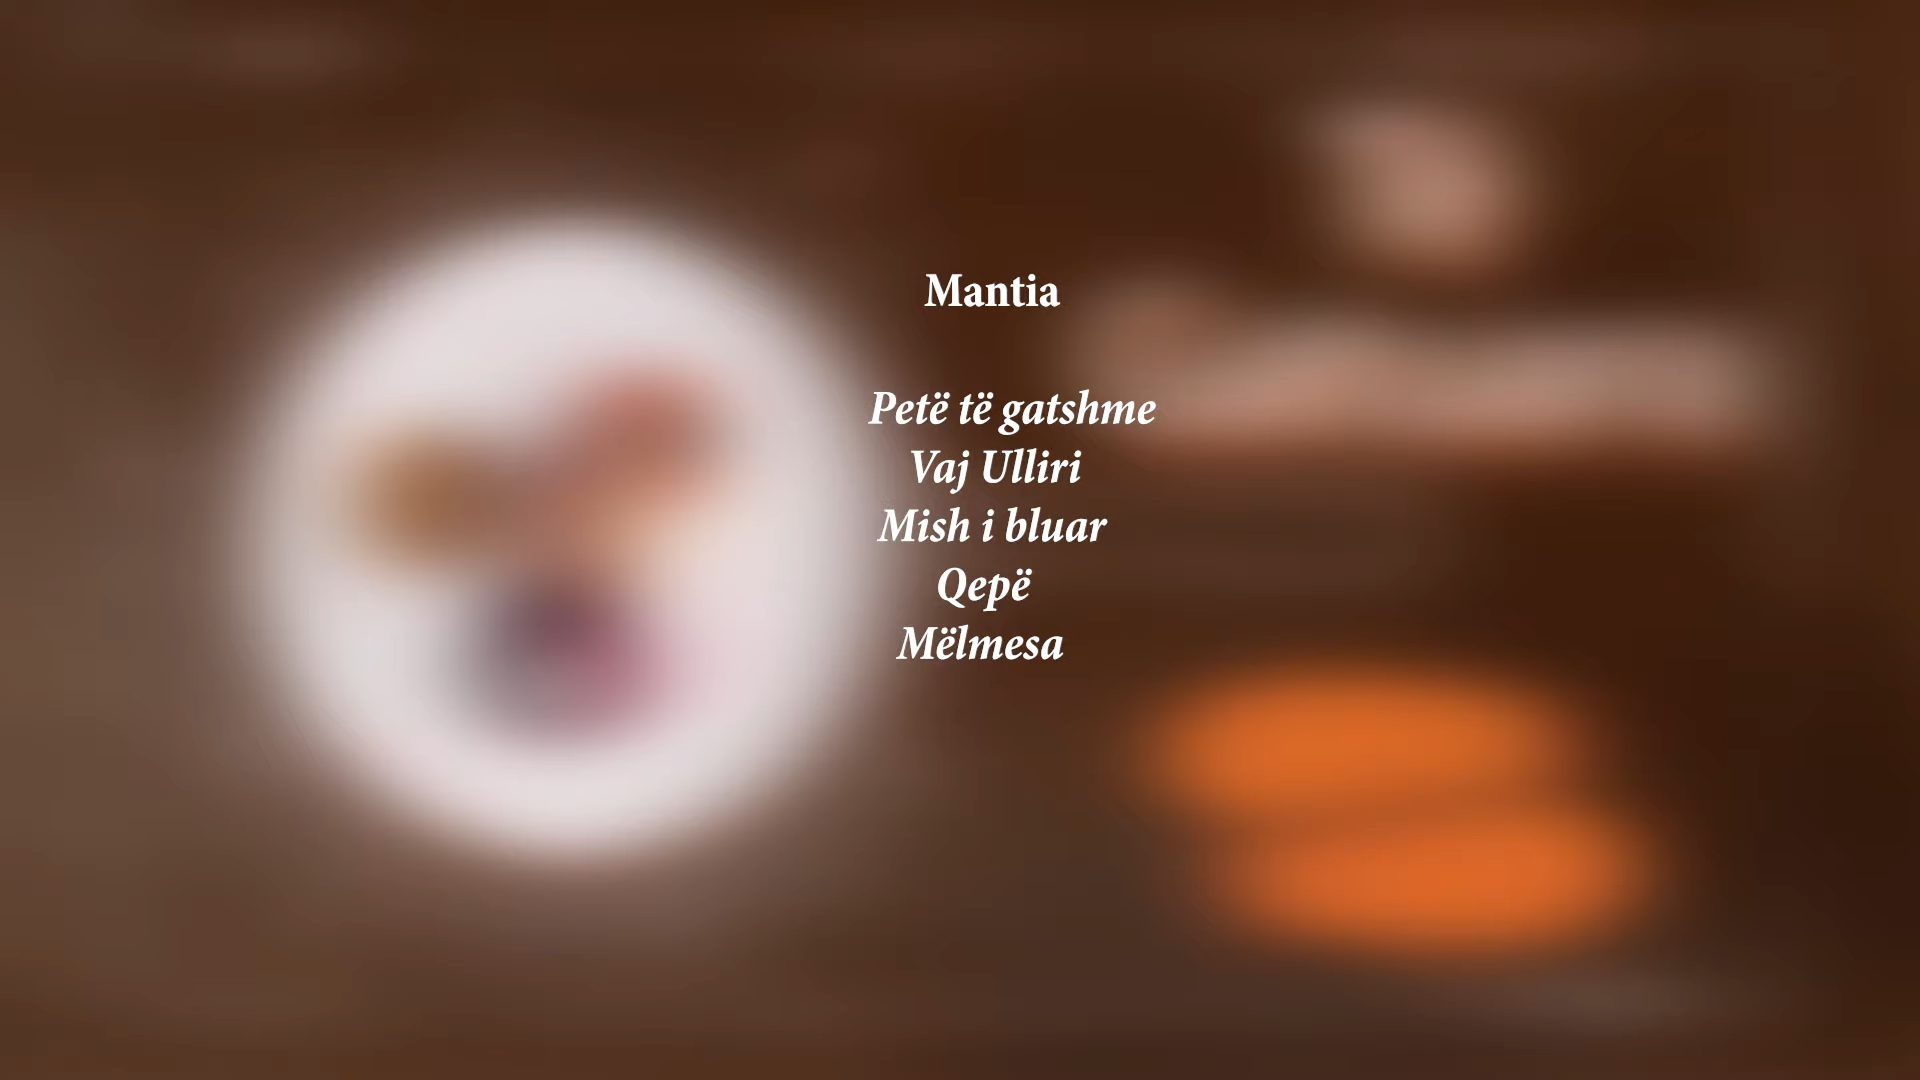 Mantia
Petë të gatshme
Vaj Ulliri
Mish i bluar
Qepë
Mëlmesa